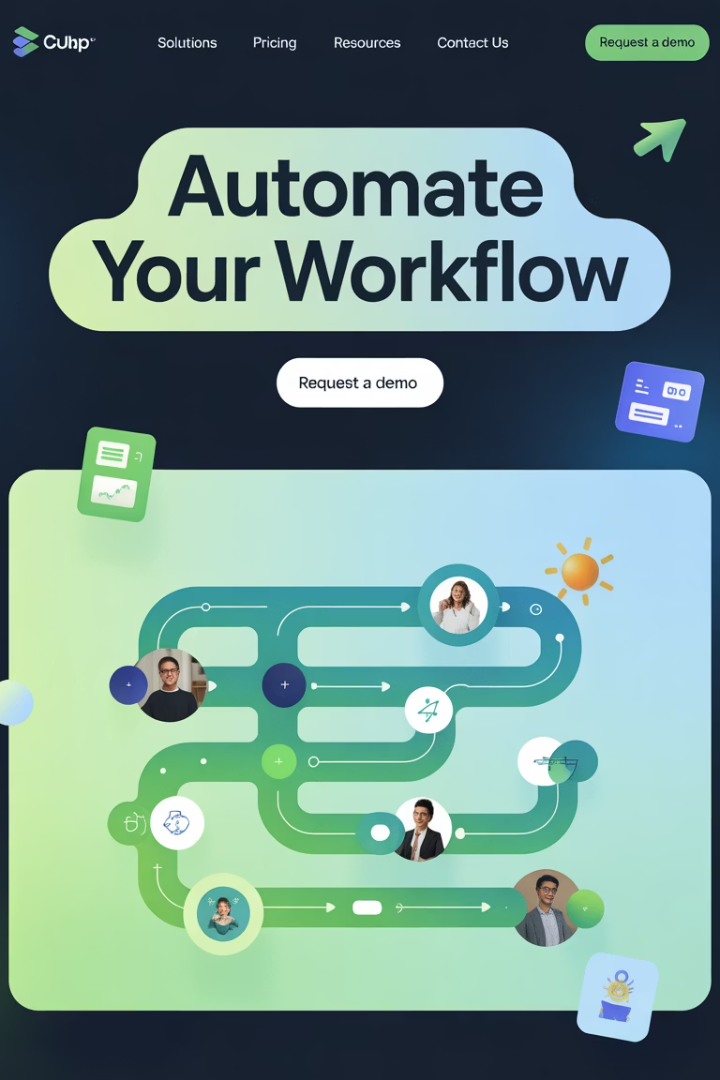 Solutions
Pricing
Resources
Contact Us
Request a demo
Automate
Your Workflow
Request a demo